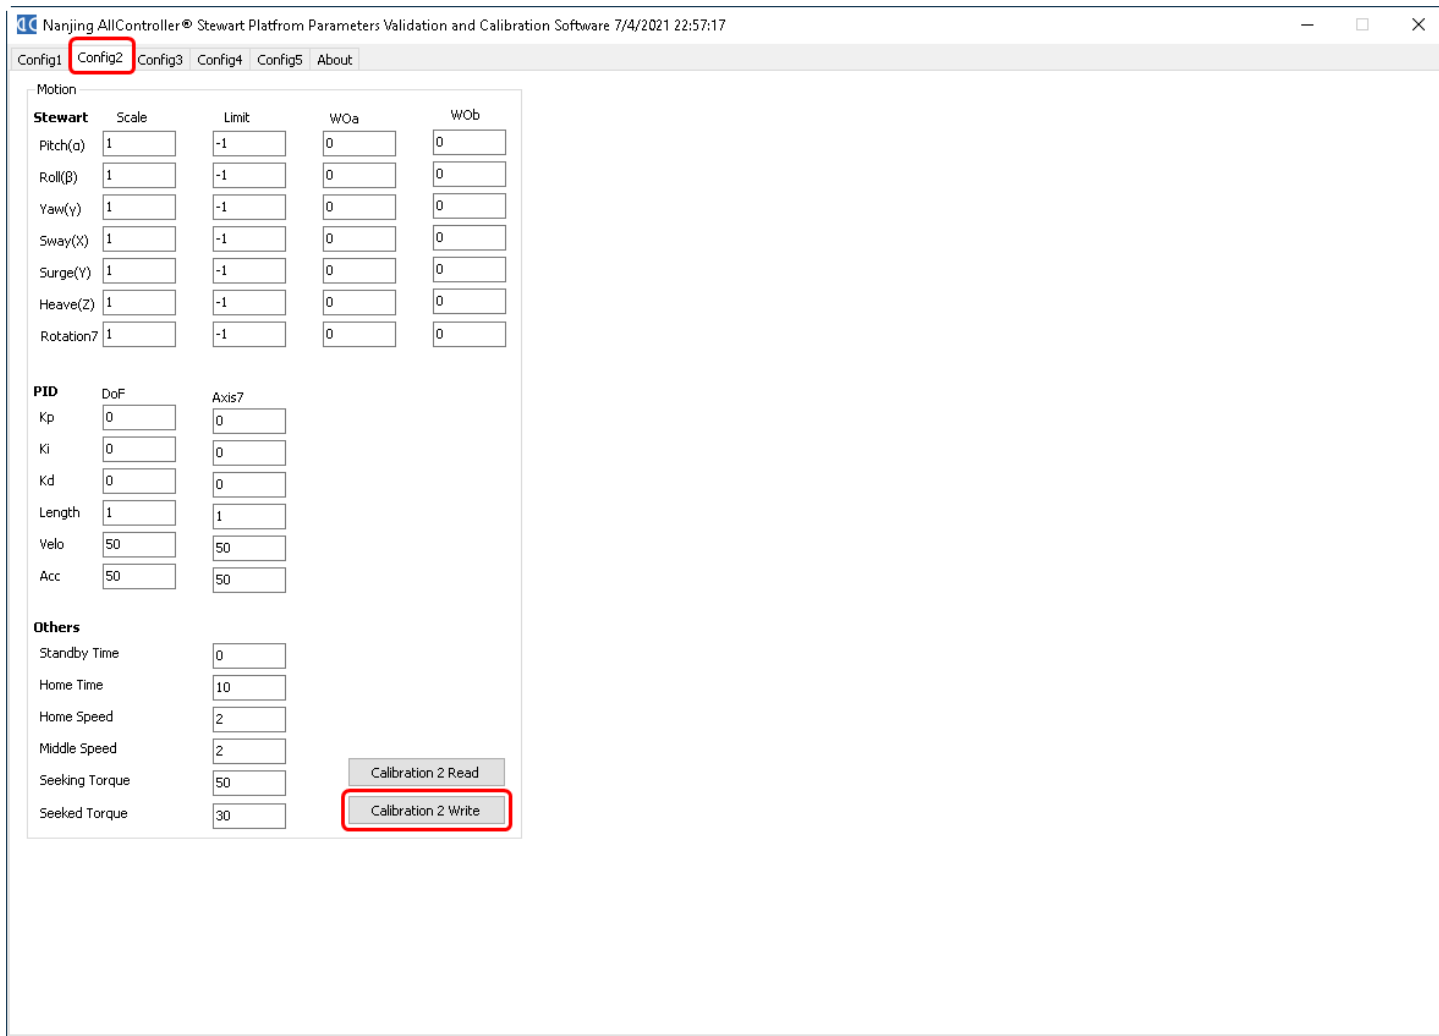 Nanjing AllController® Stewart Platfrom Parameters Validation and Calibration Software 7/4/2021 22:57:17
Config1 Config2 Config3 Config4 Config5 About
Motion
Stewart Scale Limit WOa WOb
Pitch(α) 1 -1 0 0
Roll(β) 1 -1 0 0
Yaw(γ) 1 -1 0 0
Sway(X) 1 -1 0 0
Surge(Y) 1 -1 0 0
Heave(Z) 1 -1 0 0
Rotation7 1 -1 0 0
PID DoF Axis7
Kp 0 0
Ki 0 0
Kd 0 0
Length 1 1
Velo 50 50
Acc 50 50
Others
Standby Time 0
Home Time 10
Home Speed 2
Middle Speed 2
Calibration 2 Read
Seeking Torque 50
Calibration 2 Write
Seeked Torque 30